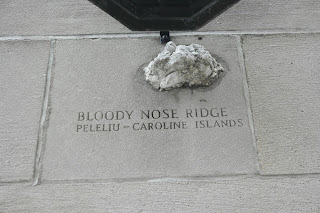 BLOODY NOSE RIDGE
PELELIU – CAROLINE ISLANDS